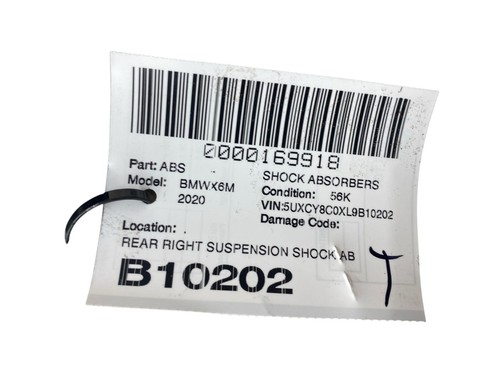 0000169918
Part: ABS SHOCK ABSORBERS
Model: BMWX6M Condition: 56K
2020 VIN:5UXCY8C0XL9B10202
Damage Code:
Location: .
REAR RIGHT SUSPENSION SHOCK AB
B10202 T